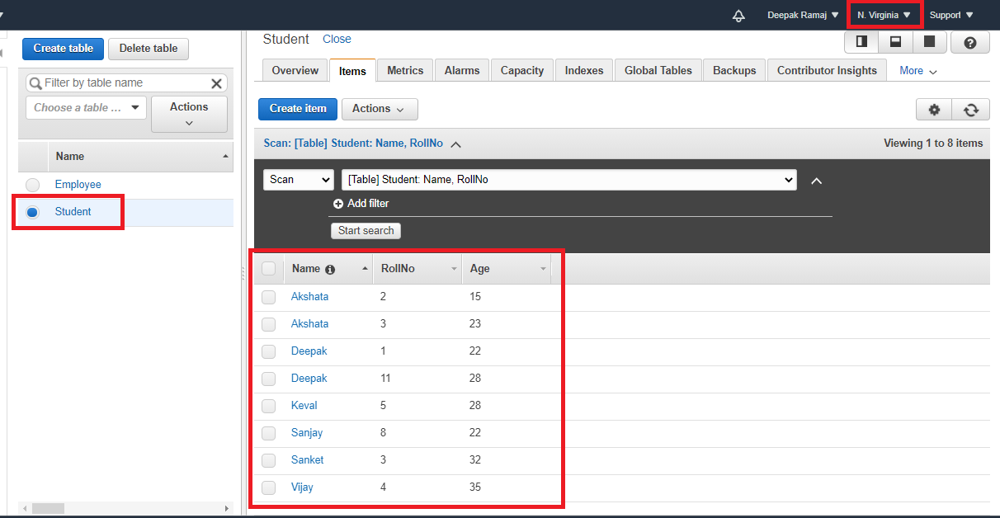 Deepak Ramaj N. Virginia Support
Create table Delete table
Filter by table name
Choose a table ... Actions
Name
Employee
Student
Student Close
Overview Items Metrics Alarms Capacity Indexes Global Tables Backups Contributor Insights More
Create item Actions
Scan: [Table] Student: Name, RollNo Viewing 1 to 8 items
Scan [Table] Student: Name, RollNo
Add filter
Start search
Name RollNo Age
Akshata 2 15
Akshata 3 23
Deepak 1 22
Deepak 11 28
Keval 5 28
Sanjay 8 22
Sanket 3 32
Vijay 4 35